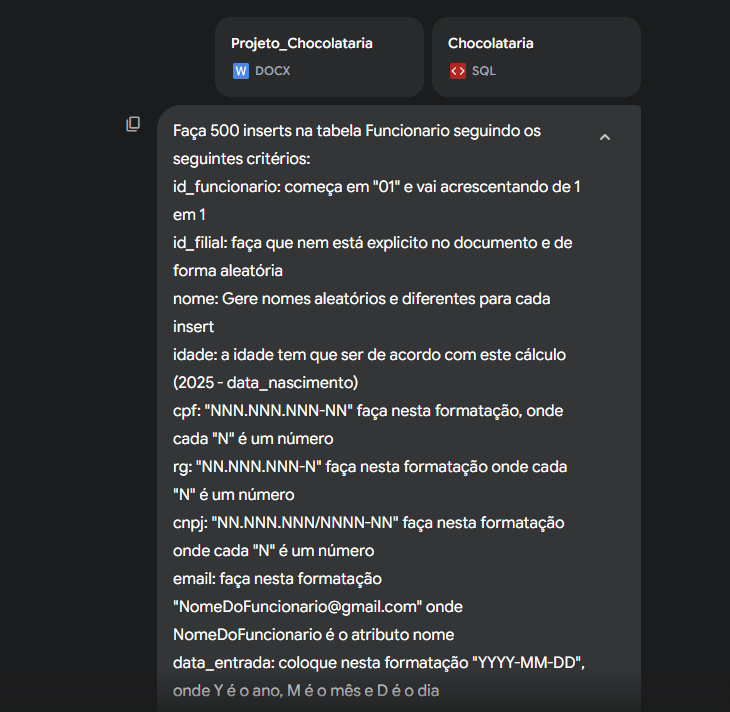 Projeto_Chocolataria
W DOCX
Chocolataria
SQL
Faça 500 inserts na tabela Funcionario seguindo os
seguintes critérios:
id_funcionario: começa em "01" e vai acrescentando de 1
em 1
id_filial: faça que nem está explicito no documento e de
forma aleatória
nome: Gere nomes aleatórios e diferentes para cada
insert
idade: a idade tem que ser de acordo com este cálculo
(2025 - data_nascimento)
cpf: "NNN.NNN.NNN-NN" faça nesta formatação, onde
cada "N" é um número
rg: "NN.NNN.NNN-N" faça nesta formatação onde cada
"N" é um número
cnpj: "NN.NNN.NNN/NNNN-NN" faça nesta formatação
onde cada "N" é um número
email: faça nesta formatação
"NomeDoFuncionario@gmail.com" onde
NomeDoFuncionario é o atributo nome
data_entrada: coloque nesta formatação "YYYY-MM-DD",
onde Y é o ano, M é o mês e D é o dia